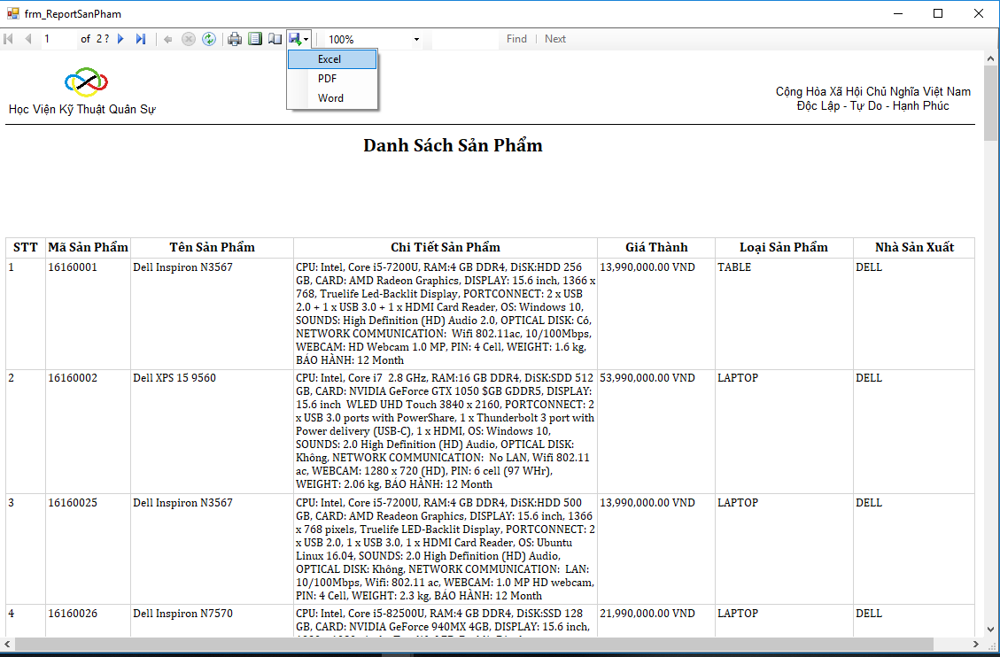 frm_ReportSanPham
1 of 2 ? 100% Find | Next
Excel
PDF
Word
Học Viện Kỹ Thuật Quân Sự
Cộng Hòa Xã Hội Chủ Nghĩa Việt Nam
Độc Lập - Tự Do - Hạnh Phúc
Danh Sách Sản Phẩm
STT Mã Sản Phẩm Tên Sản Phẩm Chi Tiết Sản Phẩm Giá Thành Loại Sản Phẩm Nhà Sản Xuất
1 16160001 Dell Inspiron N3567 CPU: Intel, Core i5-7200U, RAM:4 GB DDR4, DiSK:HDD 256 13,990,000.00 VND TABLE DELL
GB, CARD: AMD Radeon Graphics, DISPLAY: 15.6 inch, 1366 x
768, Truelife Led-Backlit Display, PORTCONNECT: 2 x USB
2.0 + 1 x USB 3.0 + 1 x HDMI Card Reader, OS: Windows 10,
SOUNDS: High Definition (HD) Audio 2.0, OPTICAL DISK: Có,
NETWORK COMMUNICATION: Wifi 802.11ac, 10/100Mbps,
WEBCAM: HD Webcam 1.0 MP, PIN: 4 Cell, WEIGHT: 1.6 kg,
BẢO HÀNH: 12 Month
2 16160002 Dell XPS 15 9560 CPU: Intel, Core i7 2.8 GHz, RAM:16 GB DDR4, DiSK:SDD 512 53,990,000.00 VND LAPTOP DELL
GB, CARD: NVIDIA GeForce GTX 1050 $GB GDDR5, DISPLAY:
15.6 inch WLED UHD Touch 3840 x 2160, PORTCONNECT: 2
x USB 3.0 ports with PowerShare, 1 x Thunderbolt 3 port with
Power delivery (USB-C), 1 x HDMI, OS: Windows 10,
SOUNDS: 2.0 High Definition (HD) Audio, OPTICAL DISK:
Không, NETWORK COMMUNICATION: No LAN, Wifi 802.11
ac, WEBCAM: 1280 x 720 (HD), PIN: 6 cell (97 WHr),
WEIGHT: 2.06 kg, BẢO HÀNH: 12 Month
3 16160025 Dell Inspiron N3567 CPU: Intel, Core i5-7200U, RAM:4 GB DDR4, DiSK:HDD 500 13,990,000.00 VND LAPTOP DELL
GB, CARD: AMD Readeon Graphics, DISPLAY: 15.6 inch, 1366
x 768 pixels, Truelife LED-Backlit Display, PORTCONNECT: 2
x USB 2.0, 1 x USB 3.0, 1 x HDMI Card Reader, OS: Ubuntu
Linux 16.04, SOUNDS: 2.0 High Definition (HD) Audio,
OPTICAL DISK: Không, NETWORK COMMUNICATION: LAN:
10/100Mbps, Wifi: 802.11 ac, WEBCAM: 1.0 MP HD webcam,
PIN: 4 Cell, WEIGHT: 2.3 kg, BẢO HÀNH: 12 Month
4 16160026 Dell Inspiron N7570 CPU: Intel, Core i5-82500U, RAM:4 GB DDR4, DiSK:SSD 128 21,990,000.00 VND LAPTOP DELL
GB, CARD: NVIDIA GeForce 940MX 4GB, DISPLAY: 15.6 inch,